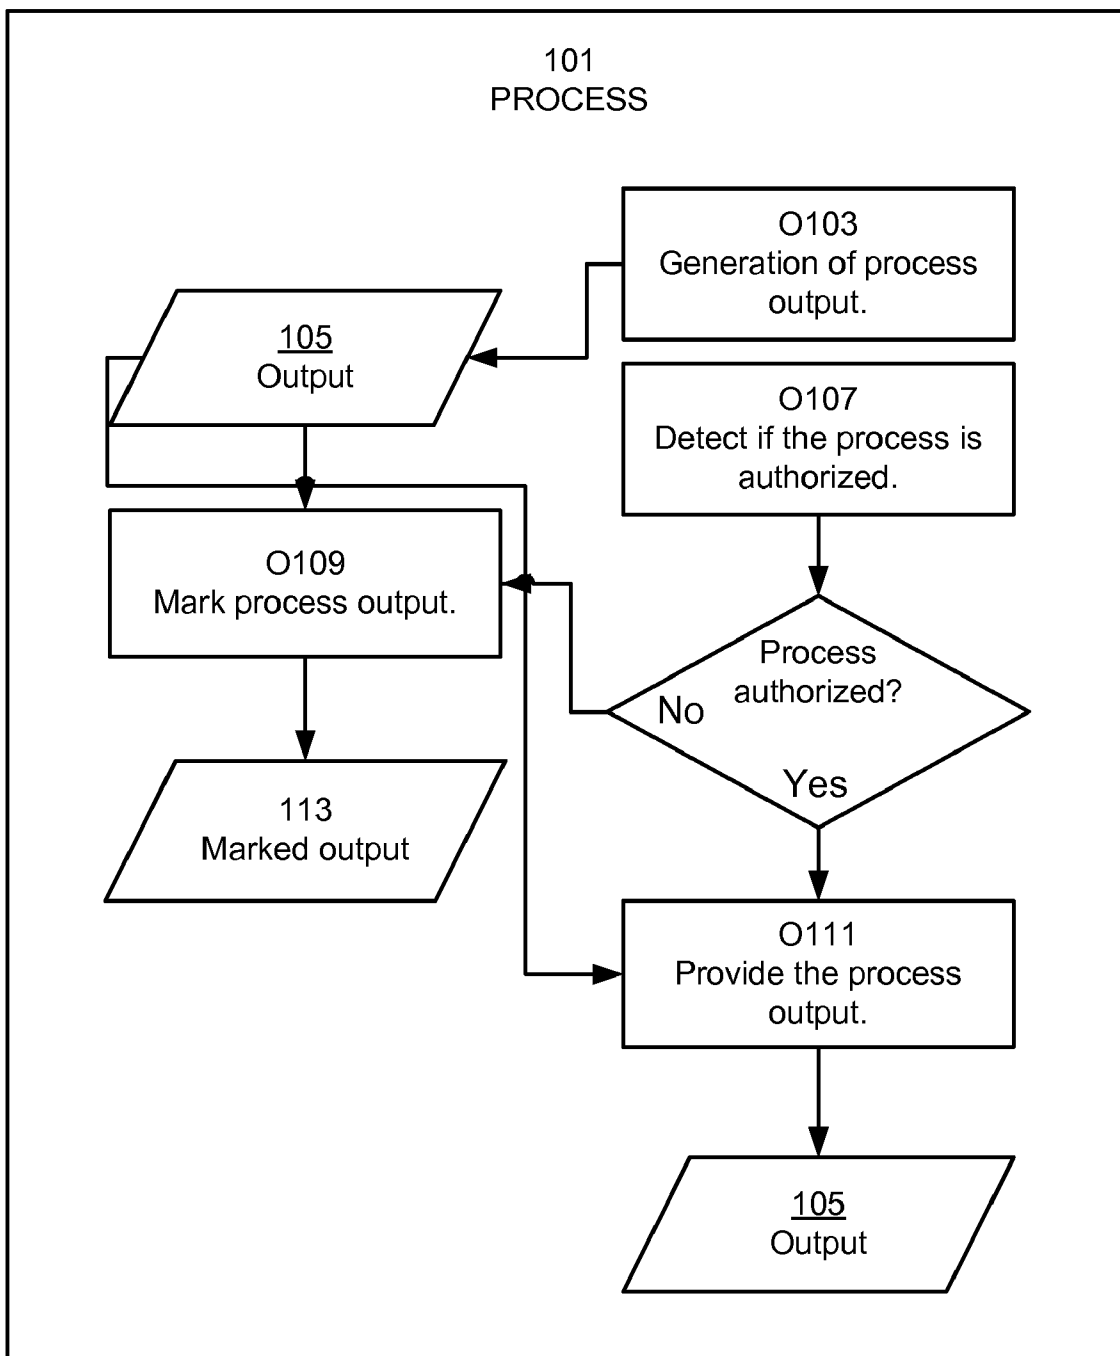 101
PROCESS
O103
Generation of process
output.
105
Output
O107
Detect if the process is
authorized.
O109
Mark process output.
Process
authorized?
No
Yes
113
Marked output
O111
Provide the process
output.
105
Output